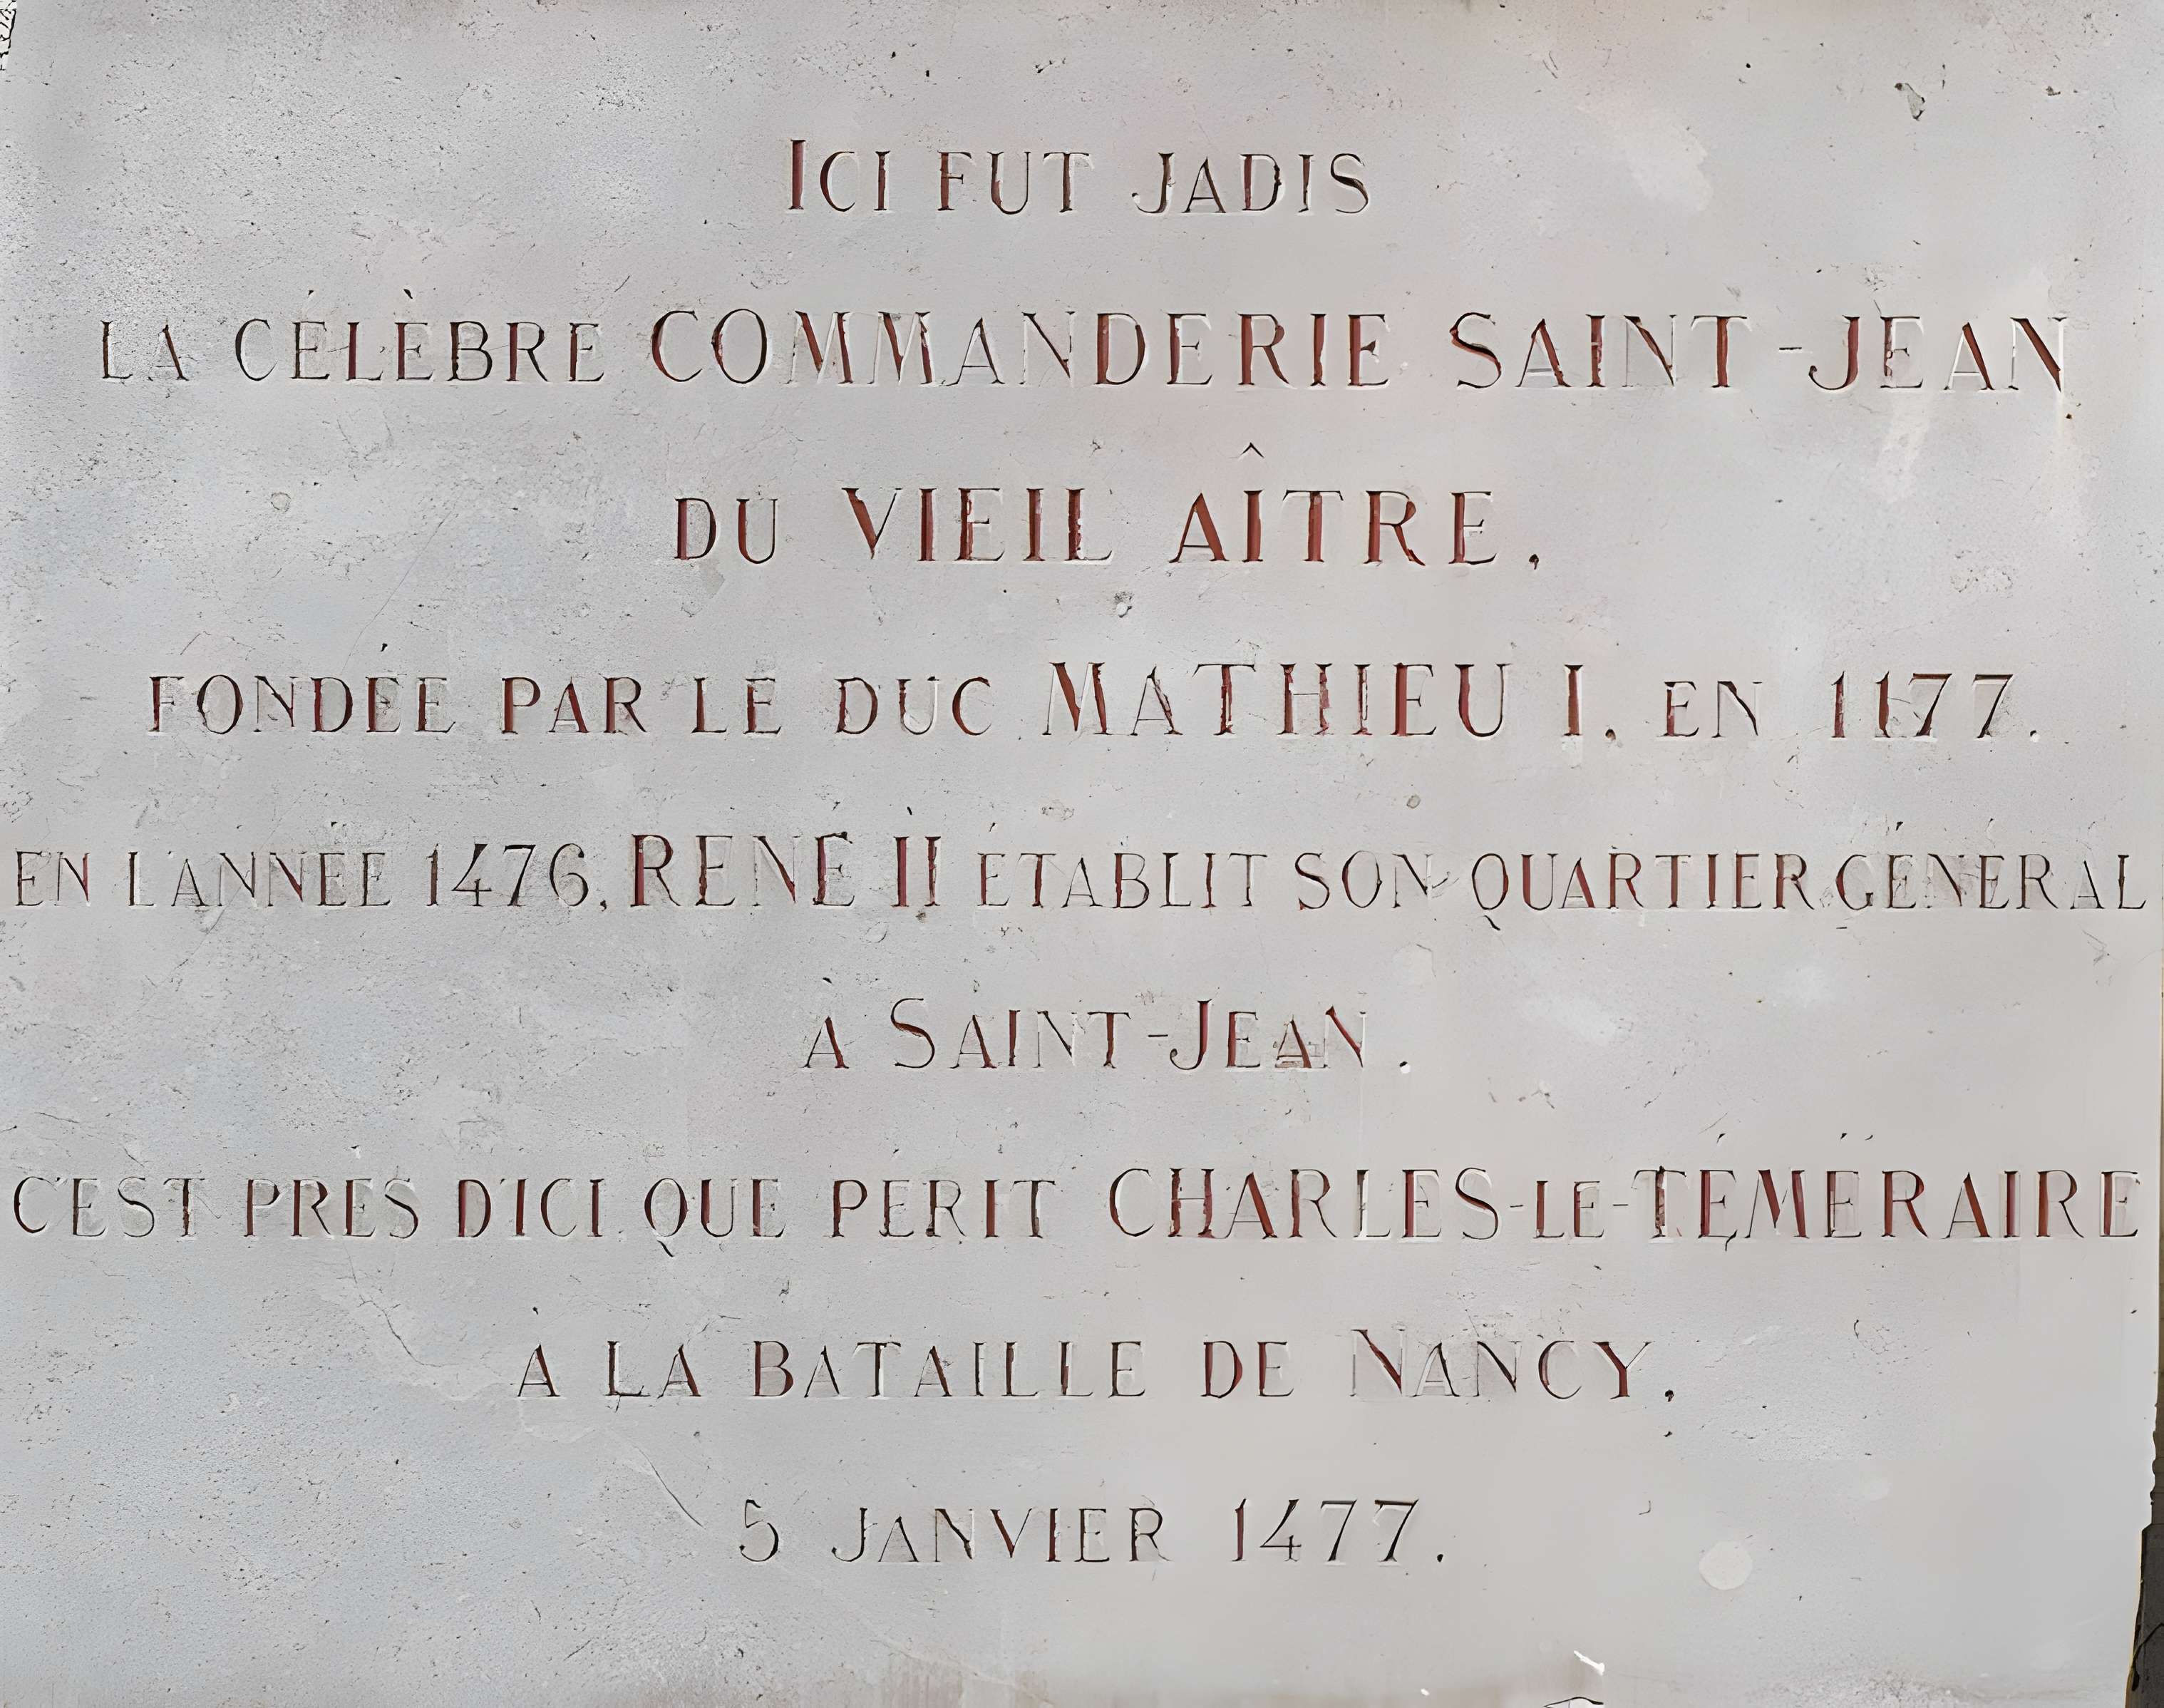 ICI FUT JADIS
LA CÉLÈBRE COMMANDERIE SAINT-JEAN
DU VIEIL AÎTRE.
FONDÉE PAR LE DUC MATHIEU I. EN 1177.
EN L'ANNÉE 1476, RENÉ II ÉTABLIT SON QUARTIER GÉNÉRAL
À SAINT-JEAN.
C'EST PRES D'ICI QUE PERIT CHARLES-LE-TÉMÉRAIRE
À LA BATAILLE DE NANCY,
5 JANVIER 1477.